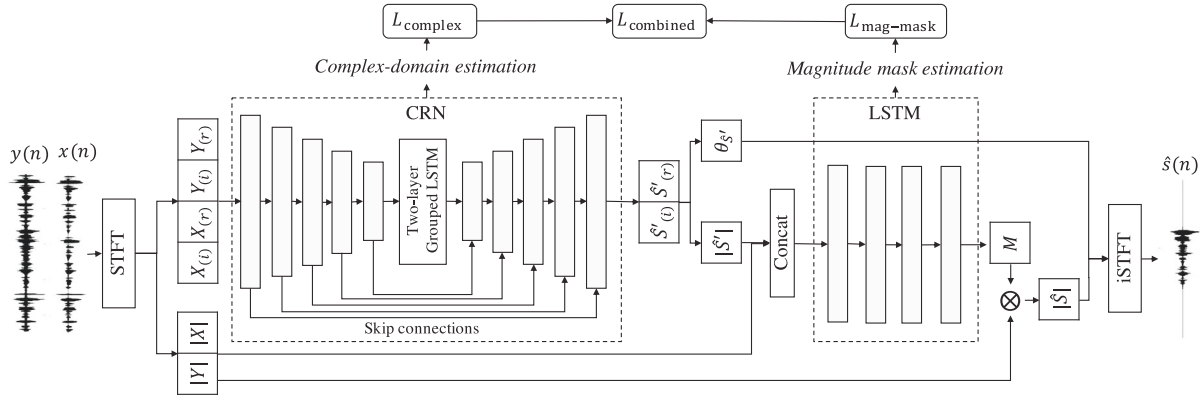 L_complex
L_combined
L_mag−mask
Complex-domain estimation
Magnitude mask estimation
CRN
LSTM
y(n)
x(n)
STFT
Y_(r)
Y_(i)
X_(r)
X_(i)
|X|
|Y|
Two-layer
Grouped LSTM
Skip connections
Ŝ'_(r)
Ŝ'_(i)
θ_Ŝ'
|Ŝ'|
Concat
M
⊗
|Ŝ|
iSTFT
ŝ(n)